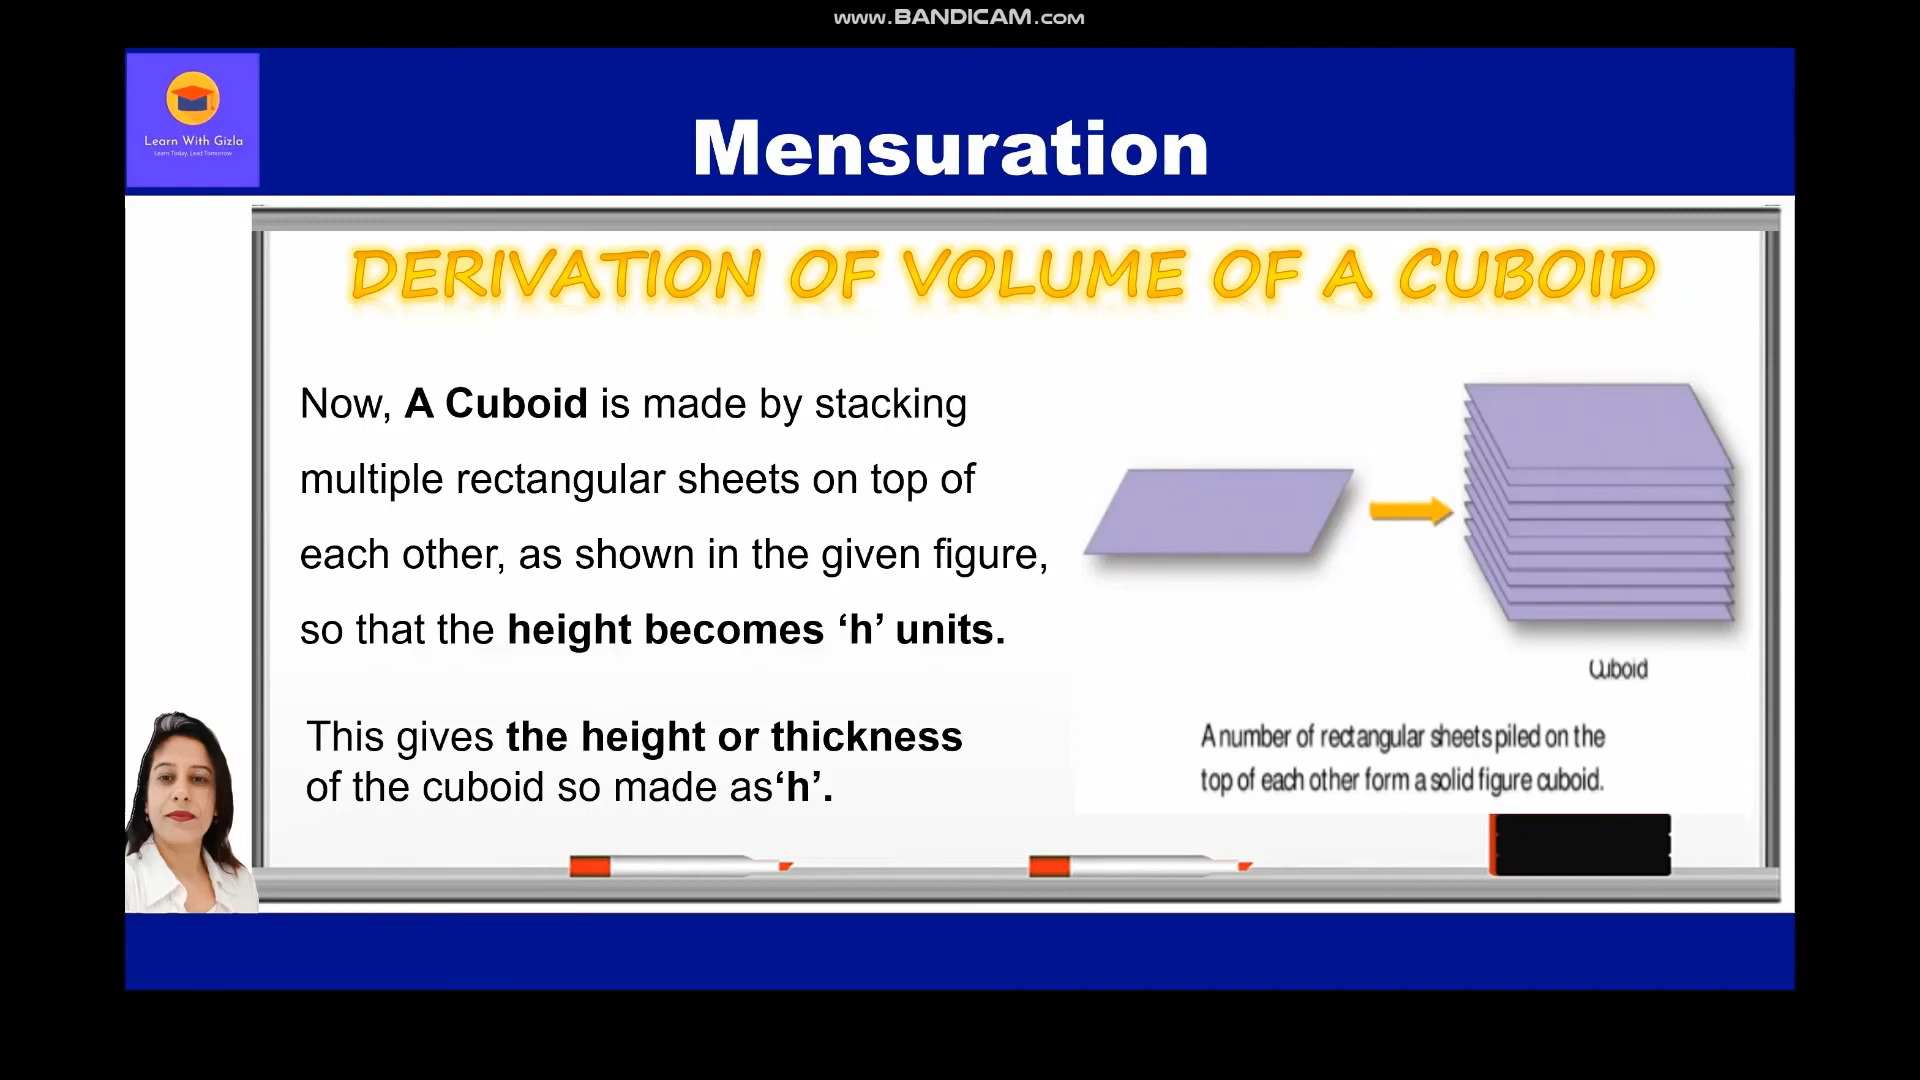 www.BANDICAM.com
Learn With Gizla
Learn Today, Lead Tomorrow
Mensuration
DERIVATION OF VOLUME OF A CUBOID
Now, A Cuboid is made by stacking
multiple rectangular sheets on top of
each other, as shown in the given figure,
so that the height becomes ‘h’ units.
This gives the height or thickness
of the cuboid so made as‘h’.
Cuboid
A number of rectangular sheets piled on the
top of each other form a solid figure cuboid.